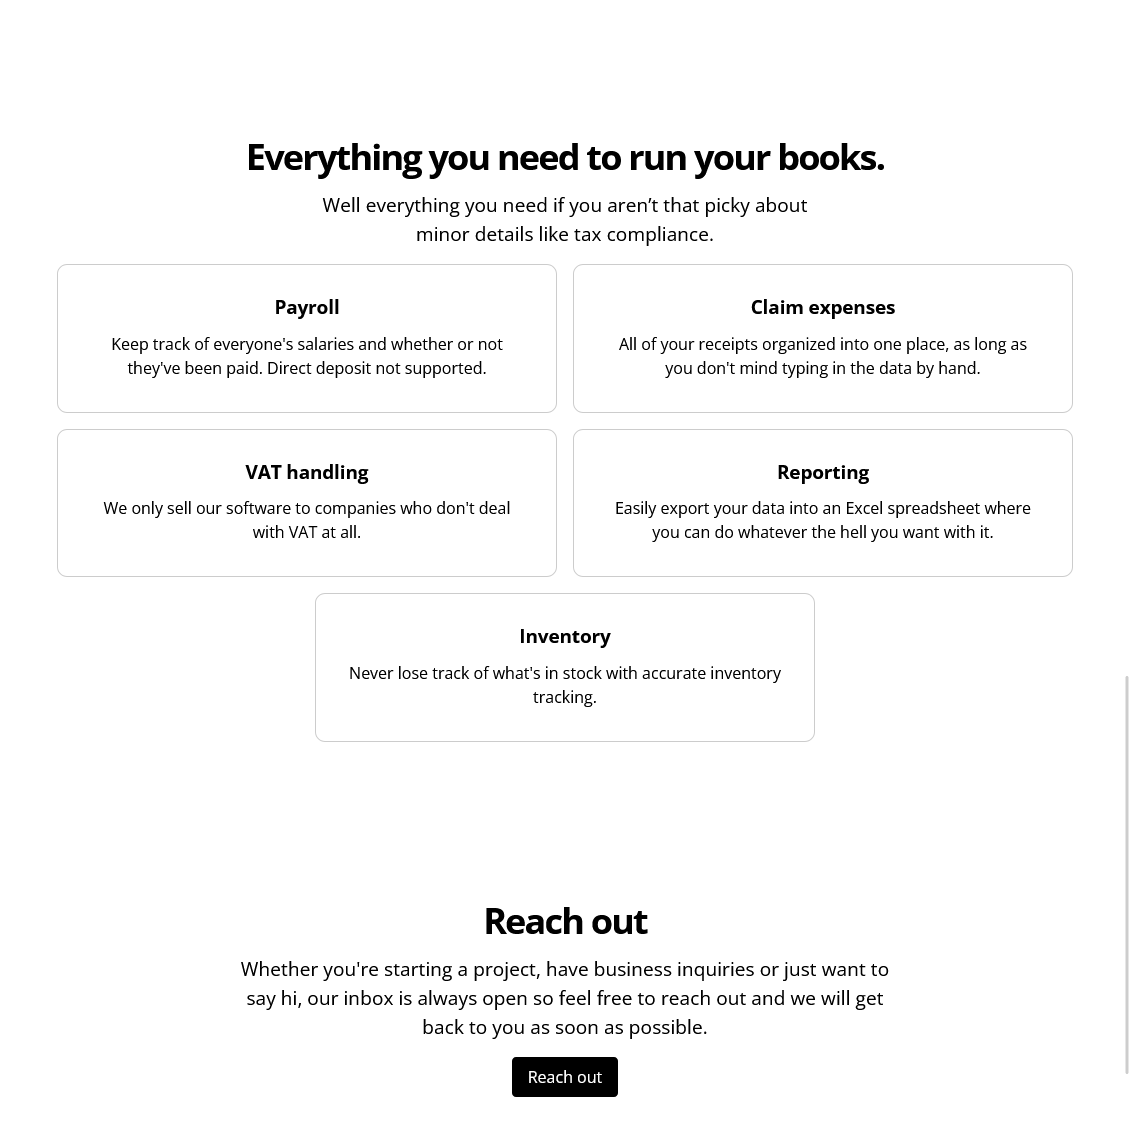 Everything you need to run your books.
Well everything you need if you aren’t that picky about
minor details like tax compliance.
Payroll
Keep track of everyone's salaries and whether or not
they've been paid. Direct deposit not supported.
Claim expenses
All of your receipts organized into one place, as long as
you don't mind typing in the data by hand.
VAT handling
We only sell our software to companies who don't deal
with VAT at all.
Reporting
Easily export your data into an Excel spreadsheet where
you can do whatever the hell you want with it.
Inventory
Never lose track of what's in stock with accurate inventory
tracking.
Reach out
Whether you're starting a project, have business inquiries or just want to
say hi, our inbox is always open so feel free to reach out and we will get
back to you as soon as possible.
Reach out